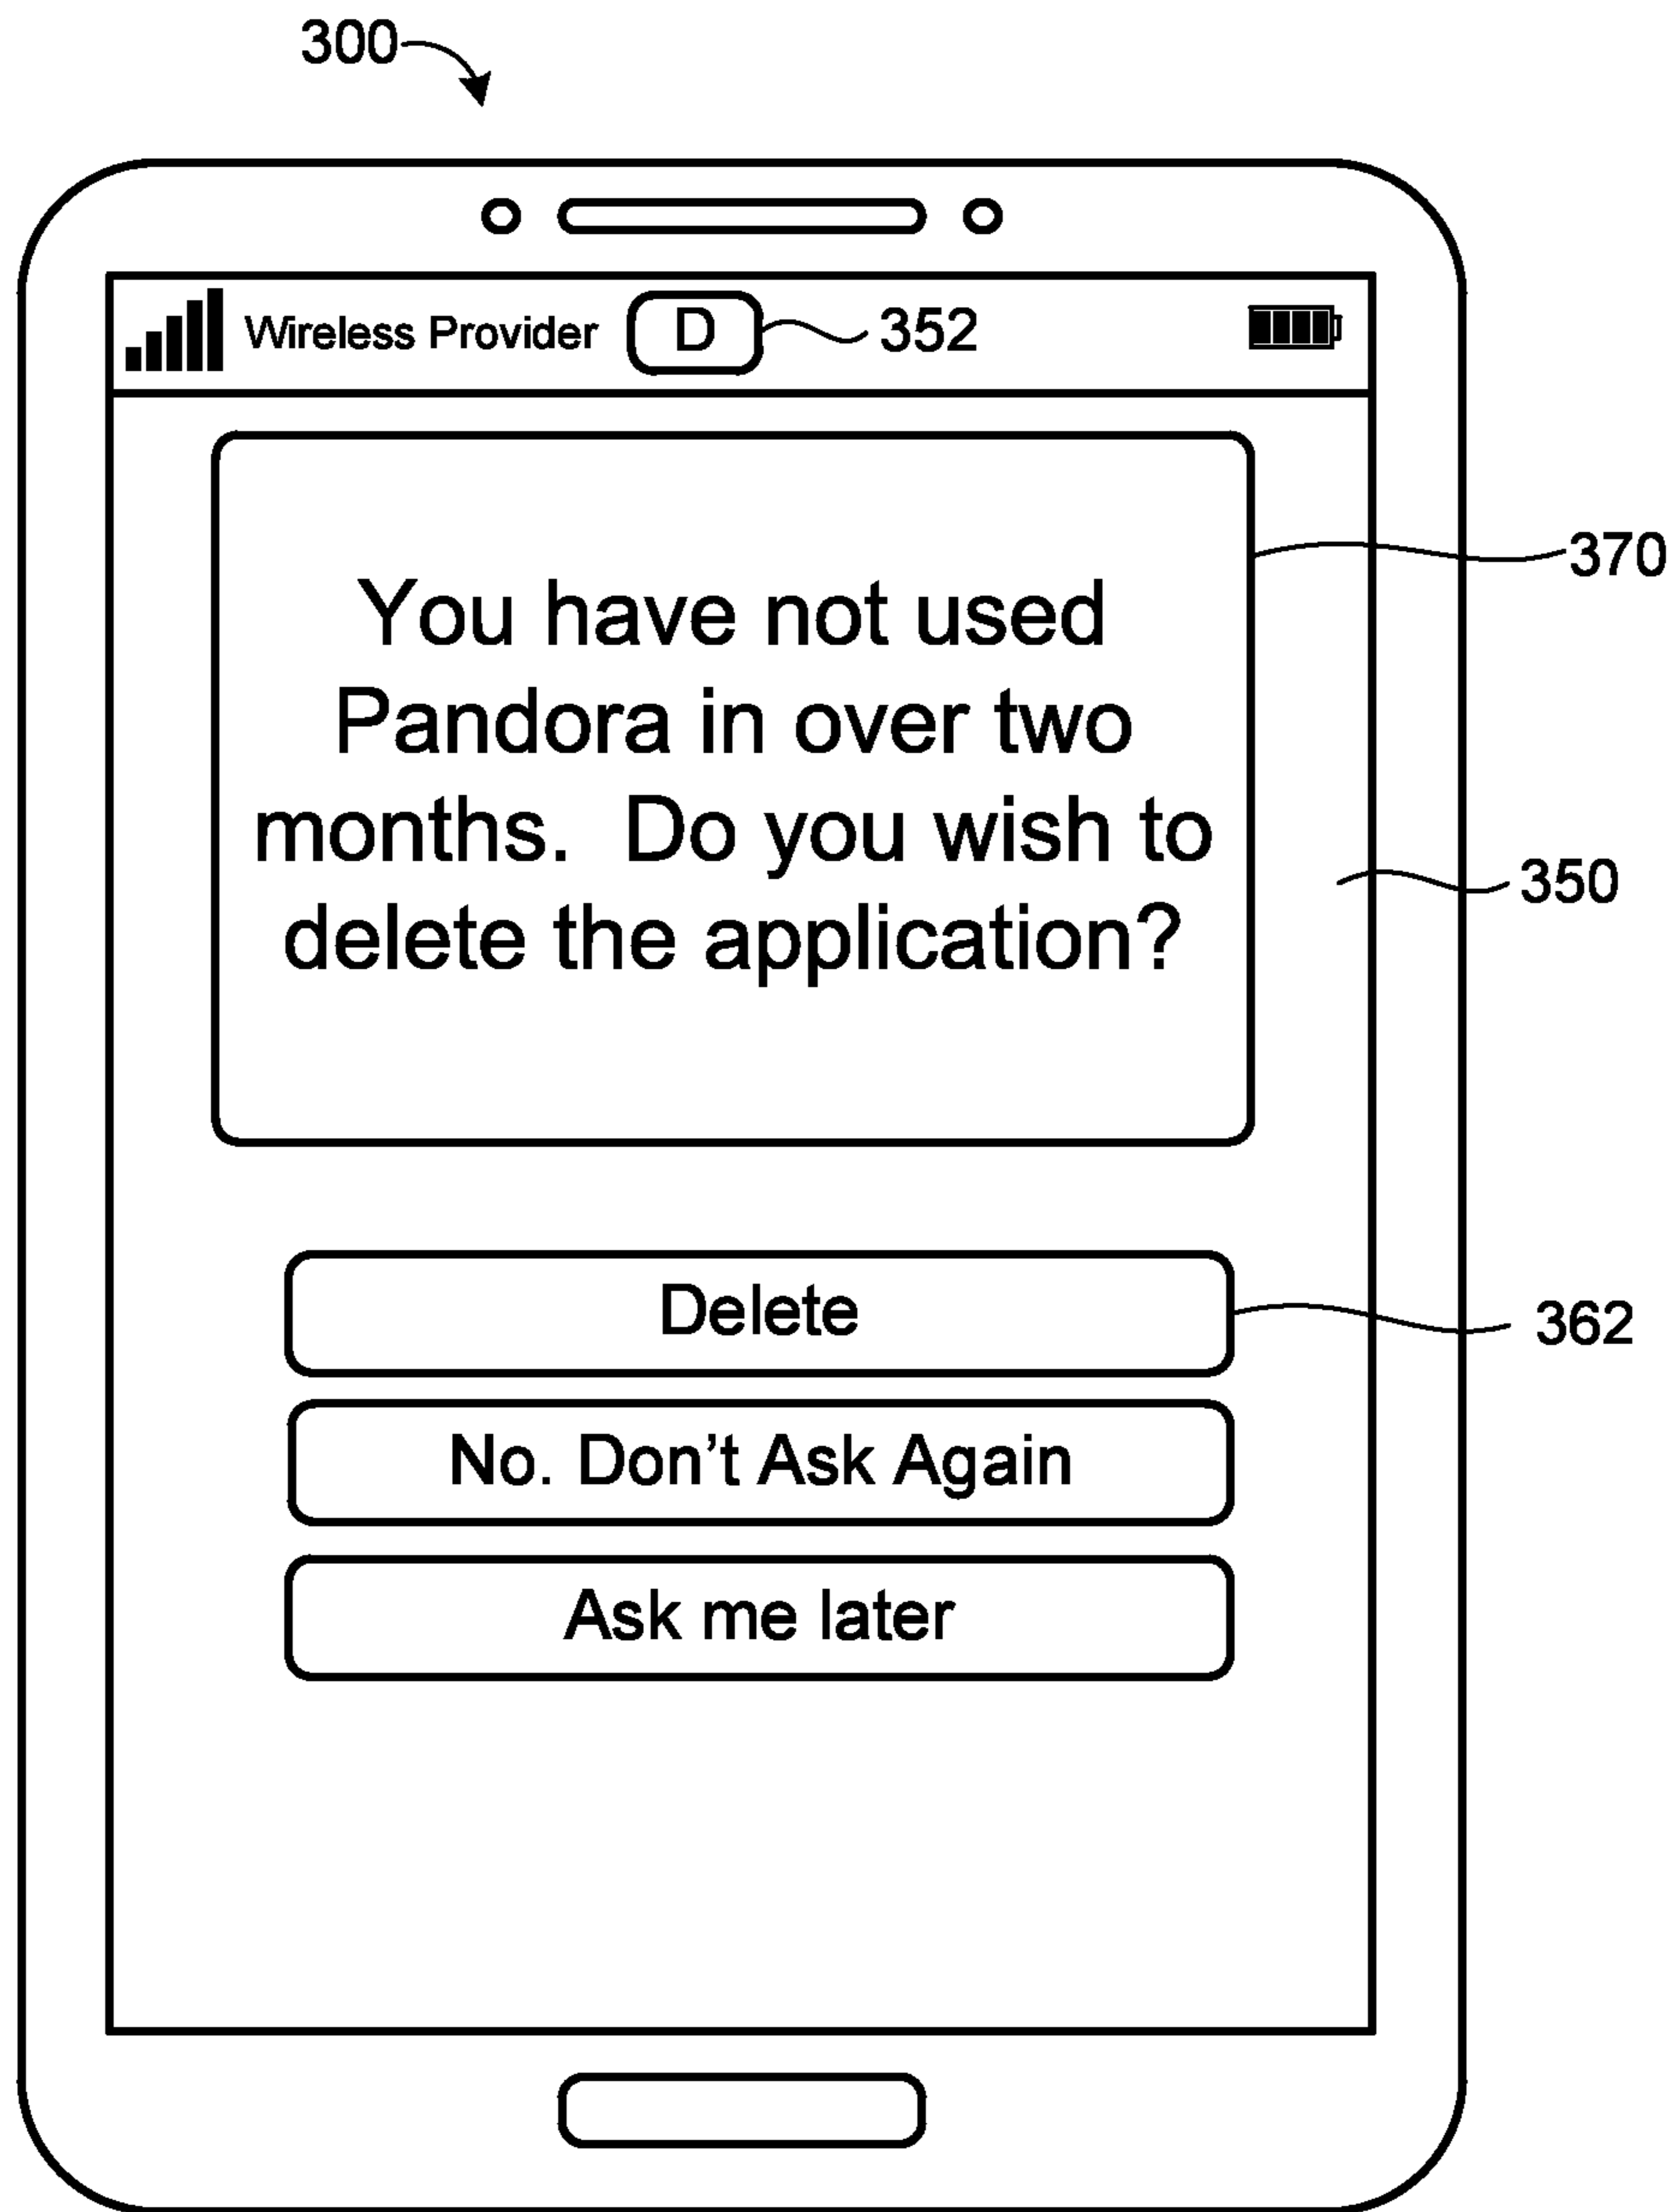 300
Wireless Provider D 352
You have not used
370
Pandora in over two
months. Do you wish to
350
delete the application?
Delete
362
No. Don't Ask Again
Ask me later